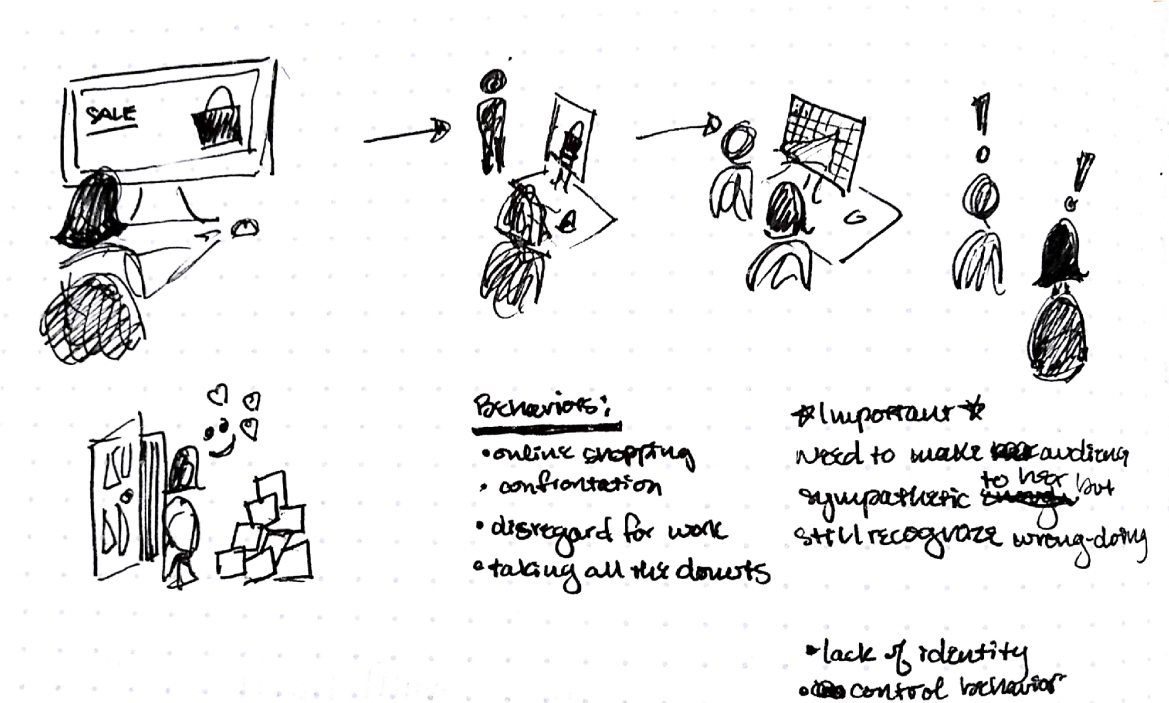 SALE
!
!
Behaviors:
• online shopping
• confrontation
• disregard for work
• taking all the donuts
☆Important☆
need to make audiene
sympathetic to her but
still recognize wrong-doing
• lack of identity
• control behavior